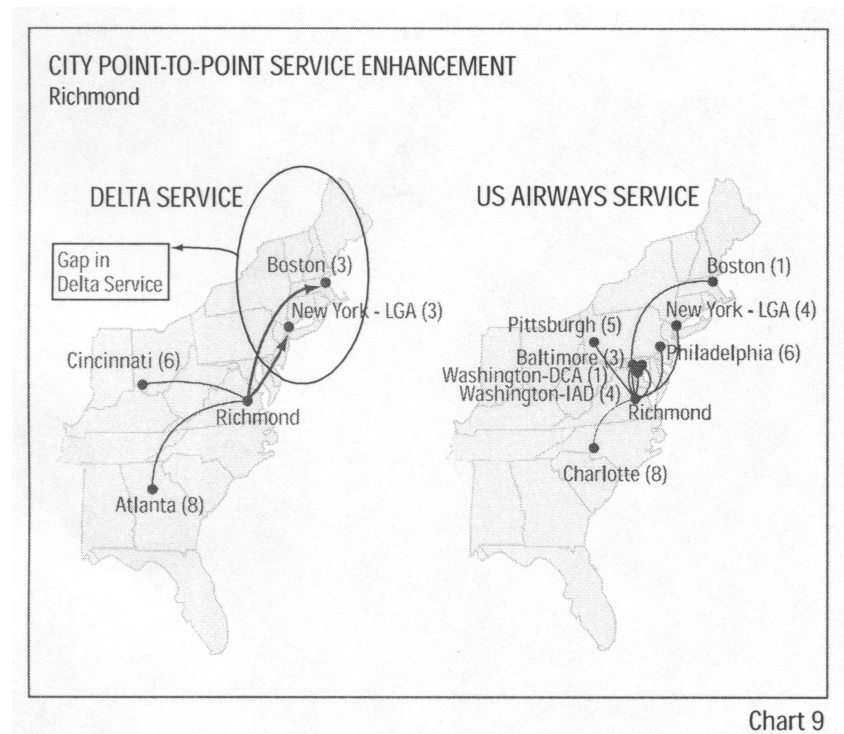 CITY POINT-TO-POINT SERVICE ENHANCEMENT
Richmond
DELTA SERVICE
Gap in
Delta Service
Boston (3)
New York - LGA (3)
Cincinnati (6)
Richmond
Atlanta (8)
US AIRWAYS SERVICE
Boston (1)
New York - LGA (4)
Pittsburgh (5)
Philadelphia (6)
Baltimore (3)
Washington-DCA (1)
Washington-IAD (4)
Richmond
Charlotte (8)
Chart 9